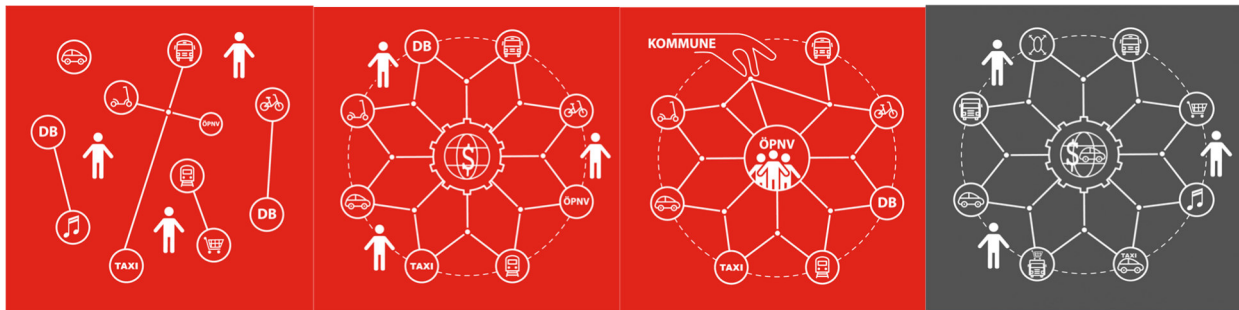 ÖPNV
DB
DB
TAXI
DB
$
ÖPNV
TAXI
KOMMUNE
ÖPNV
DB
TAXI
$
TAXI